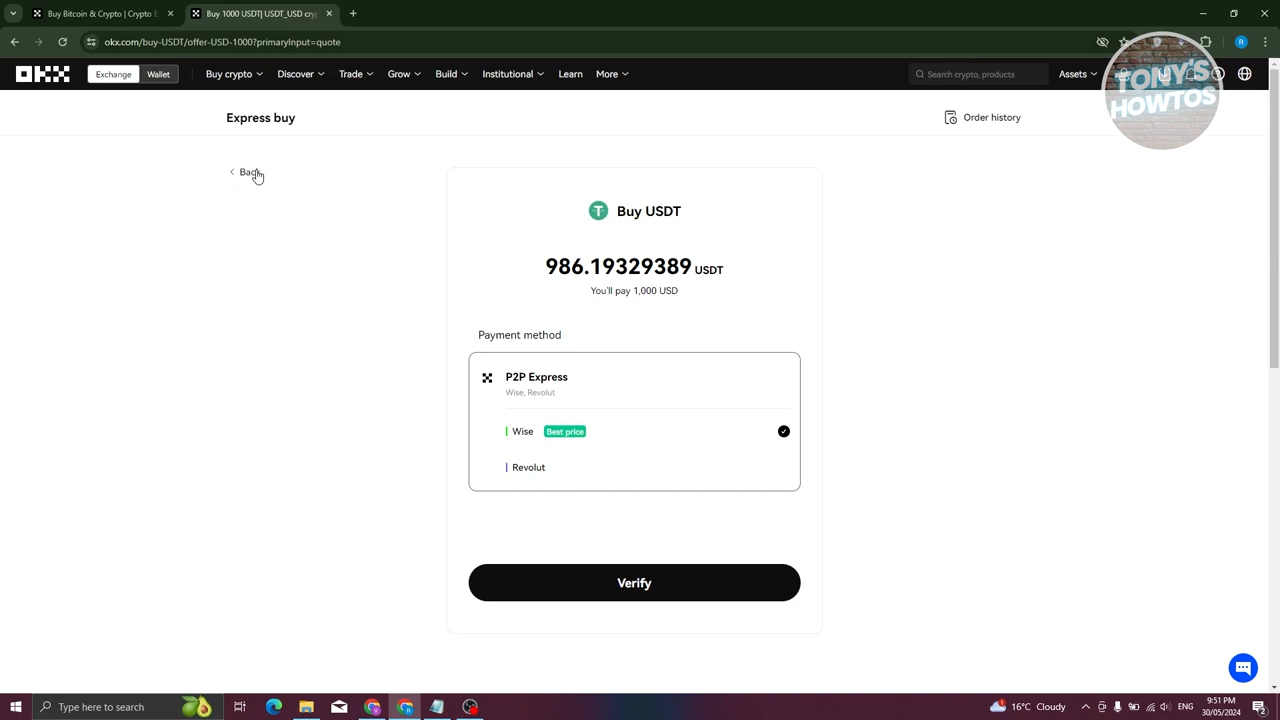 Buy Bitcoin & Crypto | Crypto E
Buy 1000 USDT| USDT_USD cry
okx.com/buy-USDT/offer-USD-1000?primaryInput=quote
R
OKX
Exchange
Wallet
Buy crypto
Discover
Trade
Grow
Build
Institutional
Learn
More
Search crypto, products
Assets
TONY'S
HOWTOS
Express buy
Order history
Back
Buy USDT
986.19329389 USDT
You'll pay 1,000 USD
Payment method
P2P Express
Wise, Revolut
Wise
Best price
Revolut
Verify
Type here to search
16°C Cloudy
9:51 PM
30/05/2024
2